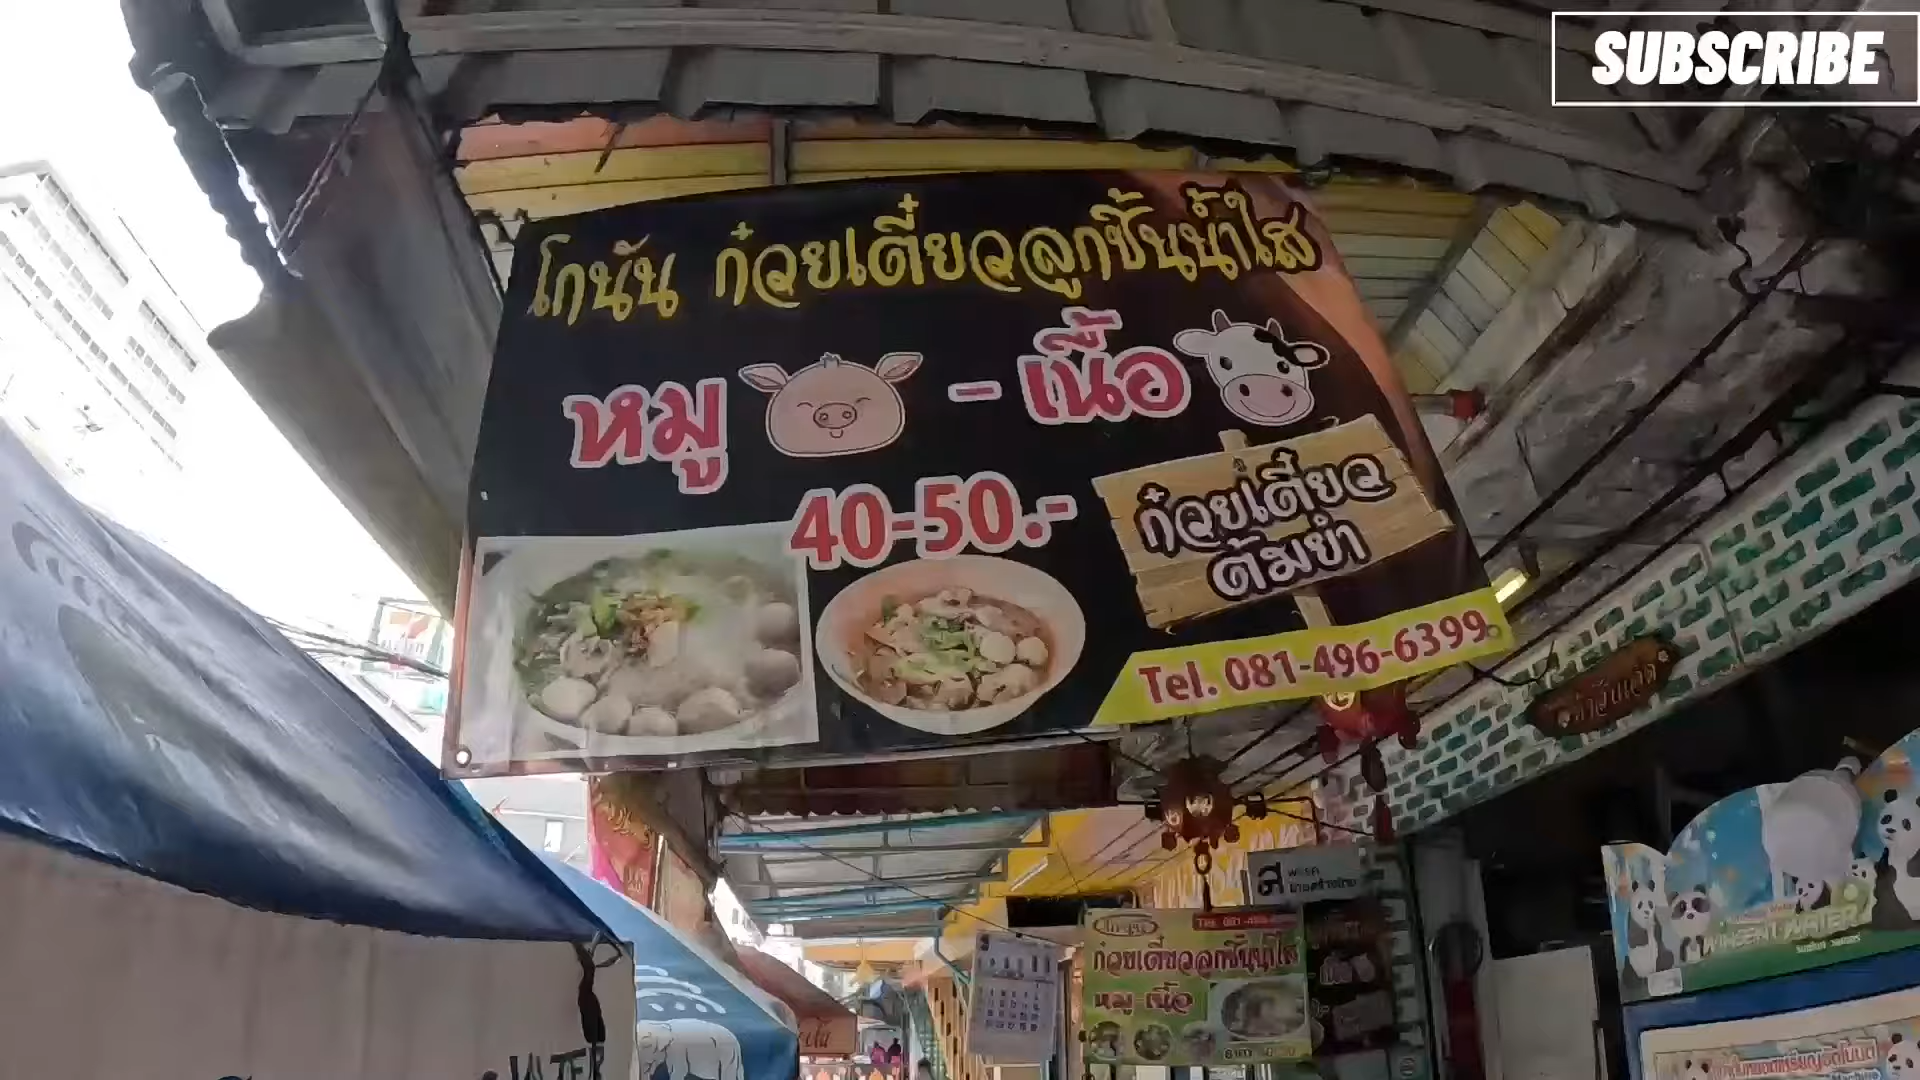 SUBSCRIBE
โกนัน ก๋วยเตี๋ยวลูกชิ้นน้ำใส
หมู - เนื้อ
40-50.-
ก๋วยเตี๋ยว
ต้มยำ
Tel. 081-496-6399
ก๋วยเตี๋ยวลูกชิ้นน้ำใส
หมู-เนื้อ
WINSENT WATER
WATER